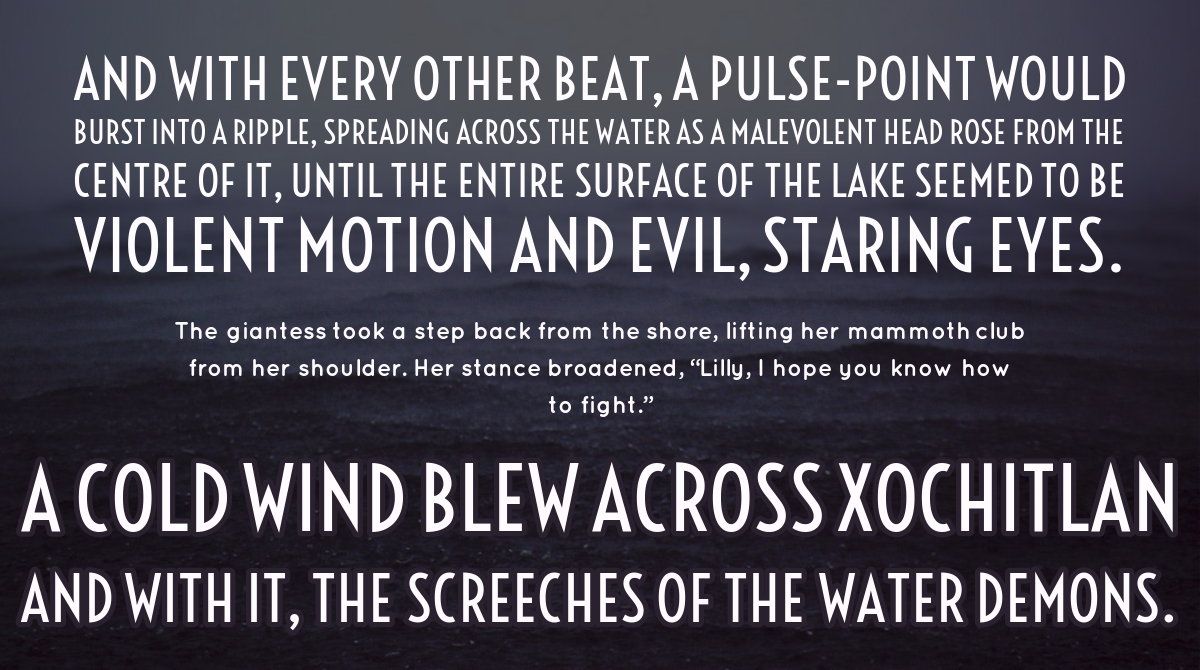 AND WITH EVERY OTHER BEAT, A PULSE-POINT WOULD
BURST INTO A RIPPLE, SPREADING ACROSS THE WATER AS A MALEVOLENT HEAD ROSE FROM THE
CENTRE OF IT, UNTIL THE ENTIRE SURFACE OF THE LAKE SEEMED TO BE
VIOLENT MOTION AND EVIL, STARING EYES.
The giantess took a step back from the shore, lifting her mammoth club
from her shoulder. Her stance broadened, “Lilly, I hope you know how
to fight.”
A COLD WIND BLEW ACROSS XOCHITLAN
AND WITH IT, THE SCREECHES OF THE WATER DEMONS.